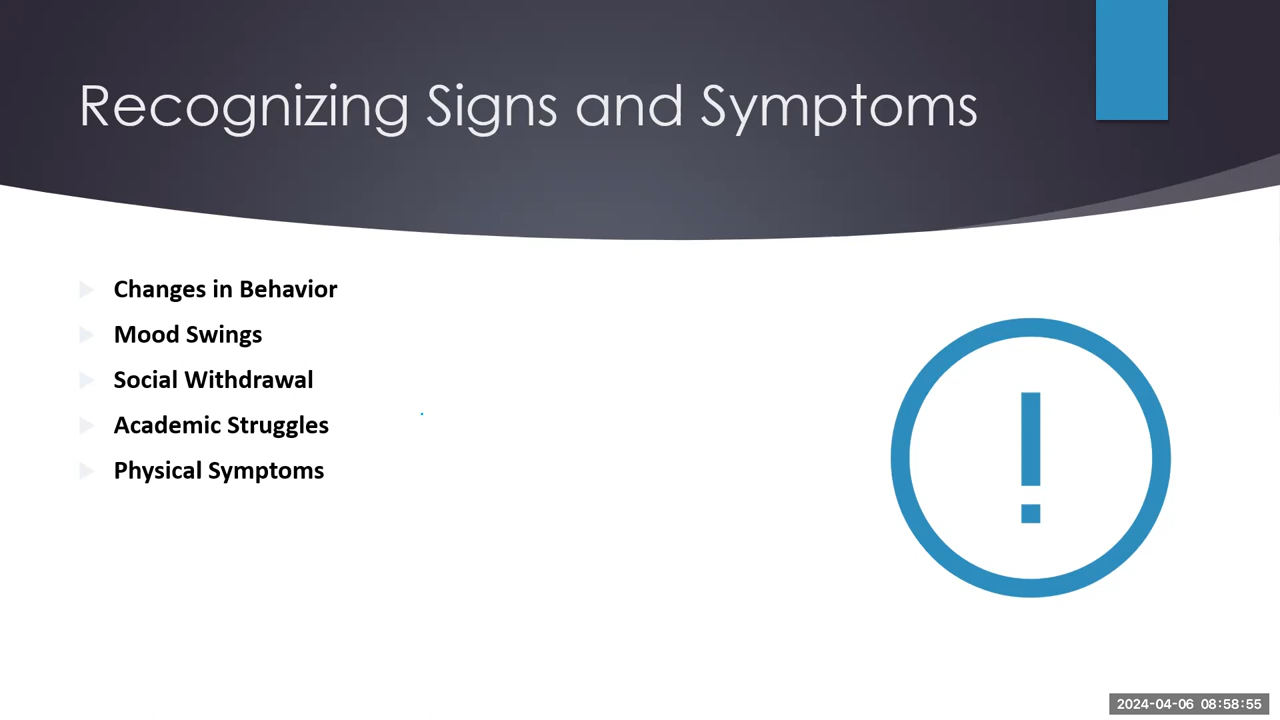 Recognizing Signs and Symptoms
Changes in Behavior
Mood Swings
Social Withdrawal
Academic Struggles
Physical Symptoms
!
2024-04-06 08:58:55